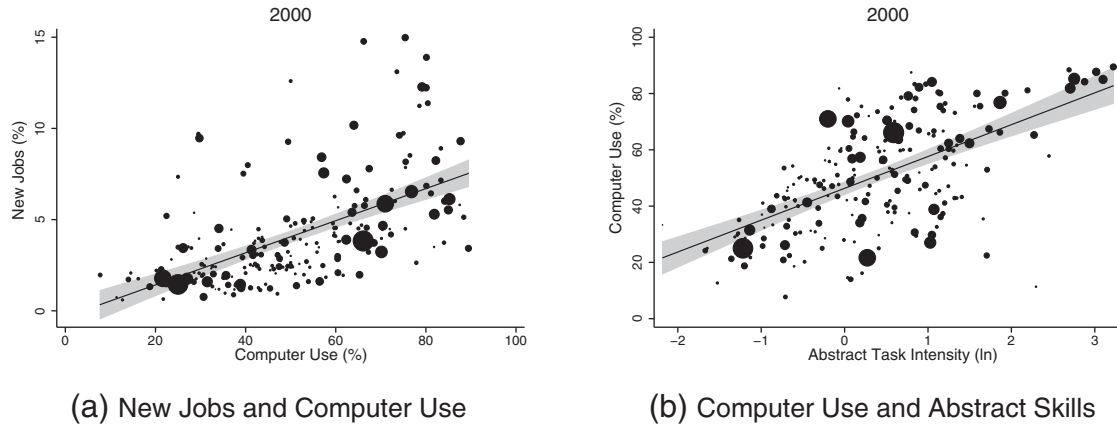 2000
New Jobs (%)
15
10
5
0
0 20 40 60 80 100
Computer Use (%)
(a) New Jobs and Computer Use
2000
Computer Use (%)
100
80
60
40
20
0
−2 −1 0 1 2 3
Abstract Task Intensity (ln)
(b) Computer Use and Abstract Skills